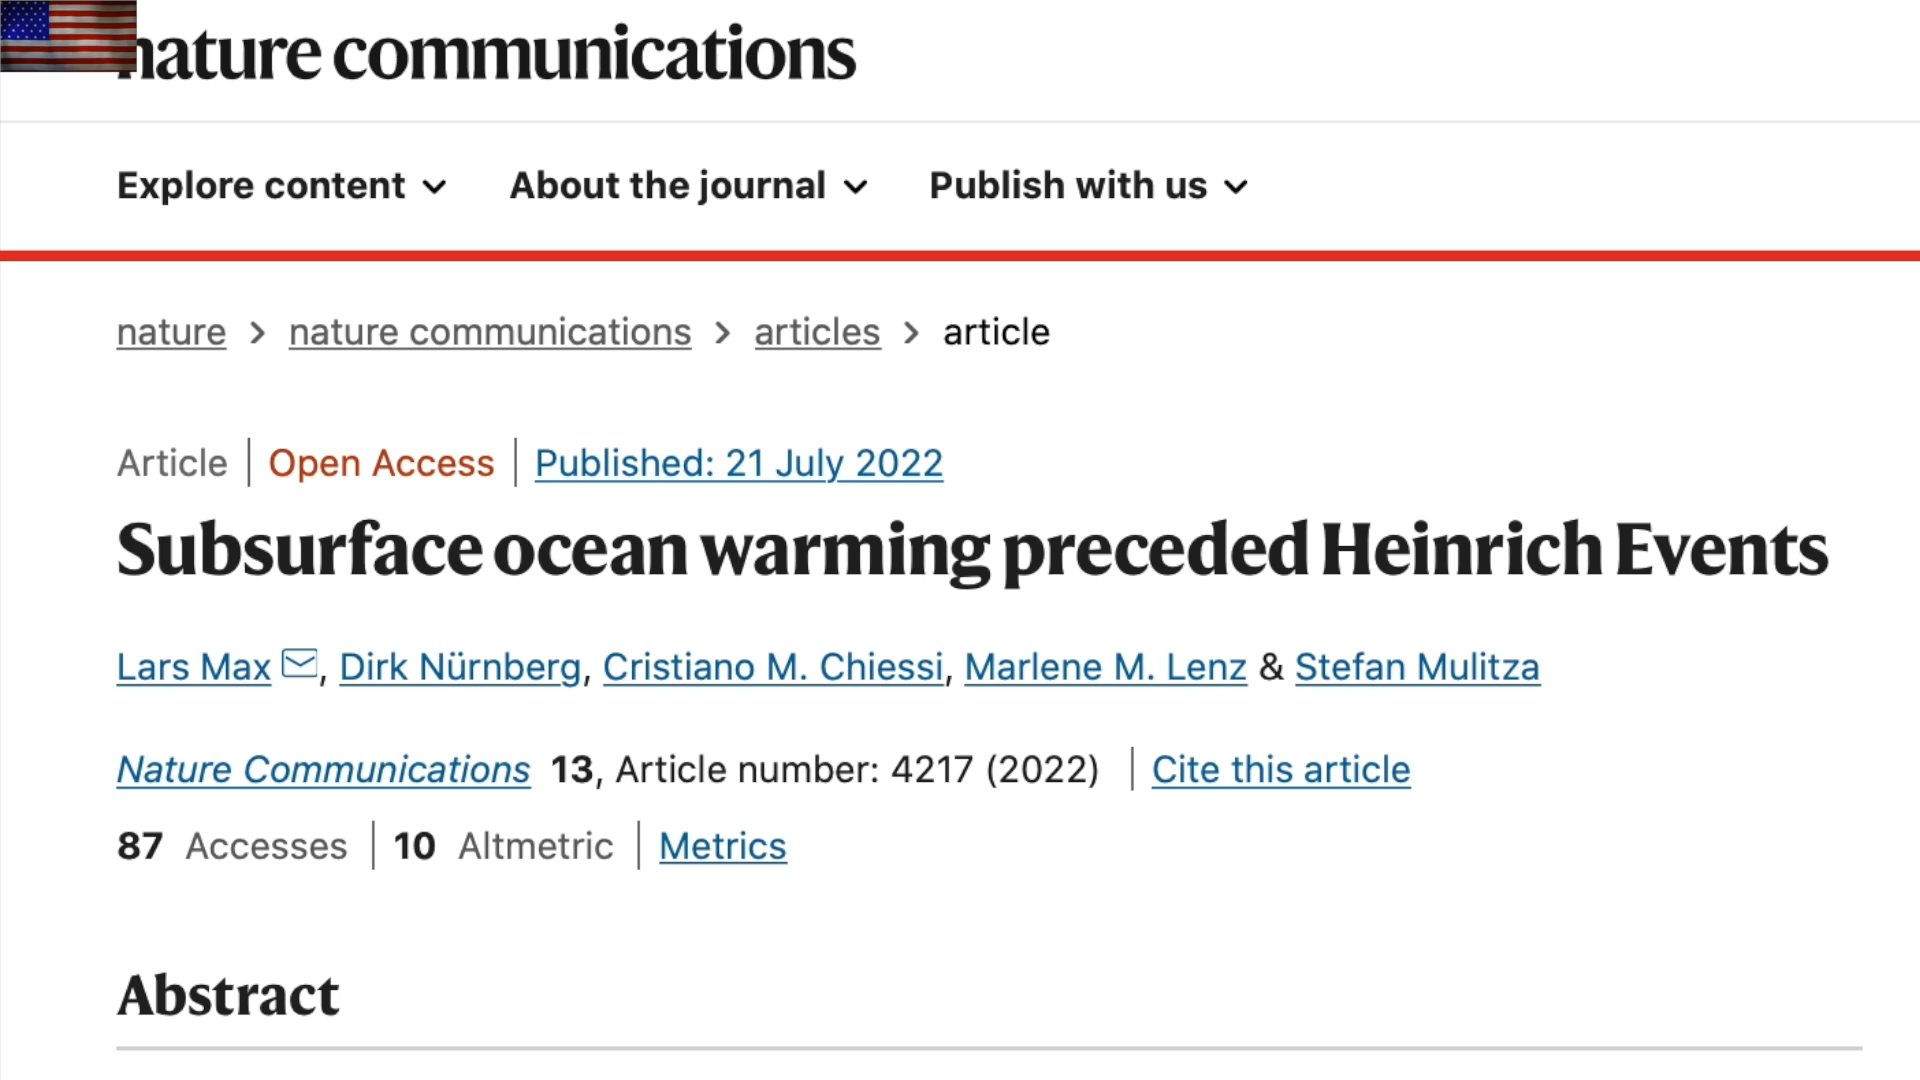 nature communications
Explore content About the journal Publish with us
nature > nature communications > articles > article
Article | Open Access | Published: 21 July 2022
Subsurface ocean warming preceded Heinrich Events
Lars Max, Dirk Nürnberg, Cristiano M. Chiessi, Marlene M. Lenz & Stefan Mulitza
Nature Communications 13, Article number: 4217 (2022) | Cite this article
87 Accesses | 10 Altmetric | Metrics
Abstract